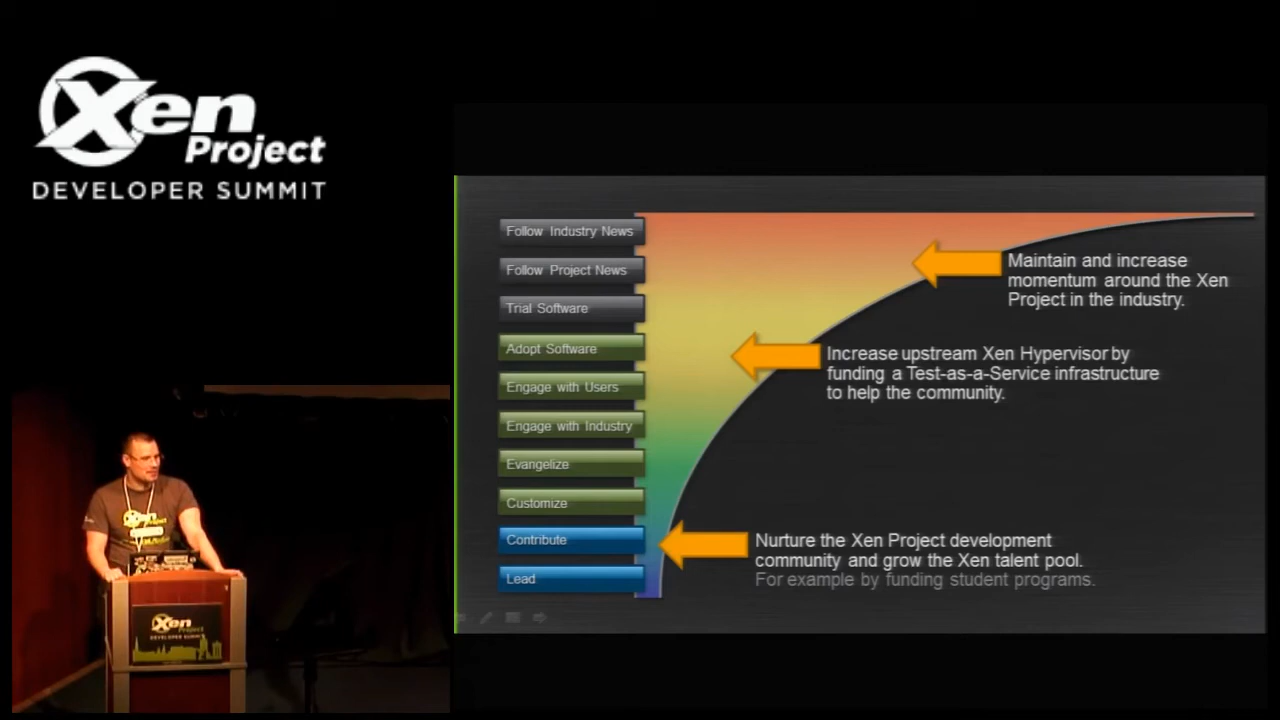 Xen
Project
DEVELOPER SUMMIT
Follow Industry News
Follow Project News
Trial Software
Adopt Software
Engage with Users
Engage with Industry
Evangelize
Customize
Contribute
Lead
Maintain and increase
momentum around the Xen
Project in the industry.
Increase upstream Xen Hypervisor by
funding a Test-as-a-Service infrastructure
to help the community.
Nurture the Xen Project development
community and grow the Xen talent pool.
For example by funding student programs.
Xen
Project
Xen
Project
DEVELOPER SUMMIT